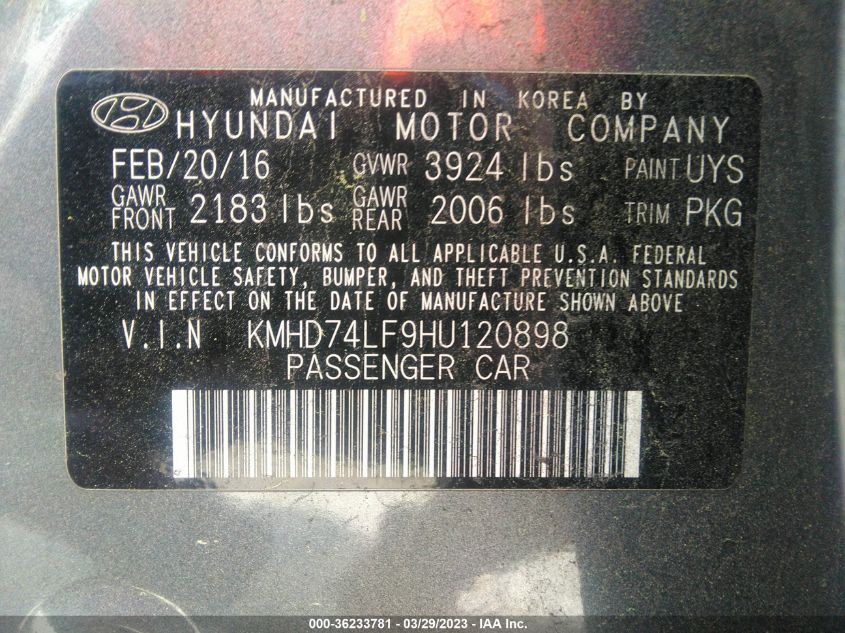 MANUFACTURED IN KOREA BY
HYUNDAI MOTOR COMPANY
FEB/20/16 GVWR 3924 lbs PAINT UYS
GAWR FRONT 2183 lbs GAWR REAR 2006 lbs TRIM PKG
THIS VEHICLE CONFORMS TO ALL APPLICABLE U.S.A. FEDERAL
MOTOR VEHICLE SAFETY, BUMPER, AND THEFT PREVENTION STANDARDS
IN EFFECT ON THE DATE OF MANUFACTURE SHOWN ABOVE
V.I.N KMHD74LF9HU120898
PASSENGER CAR
000-36233781 - 03/29/2023 - IAA Inc.